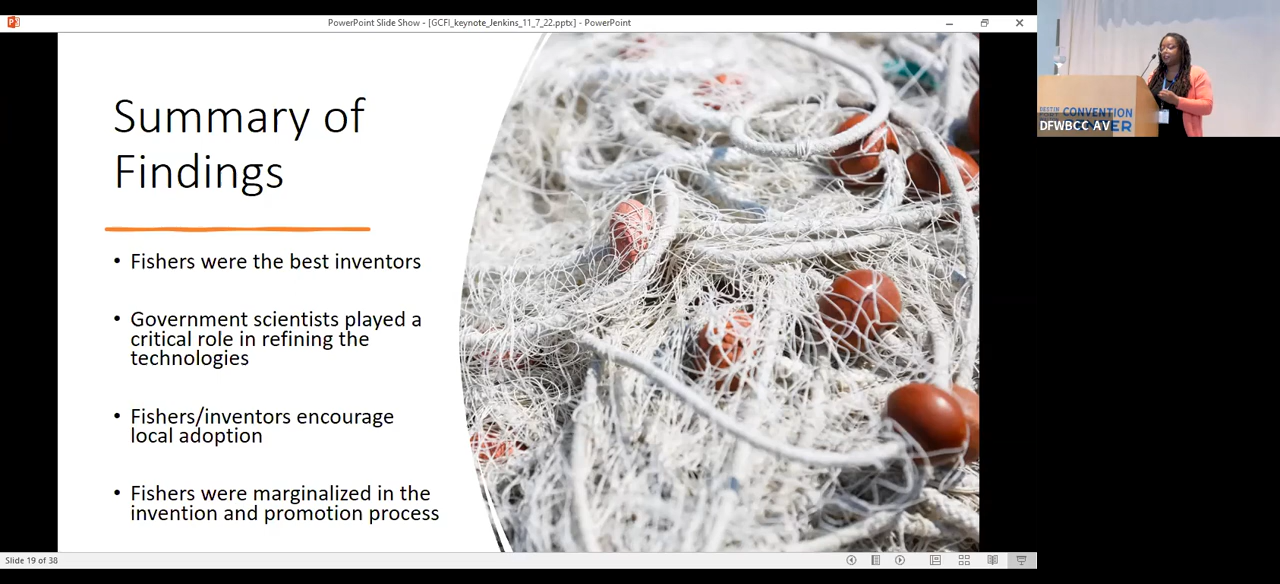 PowerPoint Slide Show - [GCFI_keynote_Jenkins_11_7_22.pptx] - PowerPoint
Summary of
Findings
• Fishers were the best inventors
• Government scientists played a
critical role in refining the
technologies
• Fishers/inventors encourage
local adoption
• Fishers were marginalized in the
invention and promotion process
Slide 19 of 38
CONVENTION
DFWBCC AV